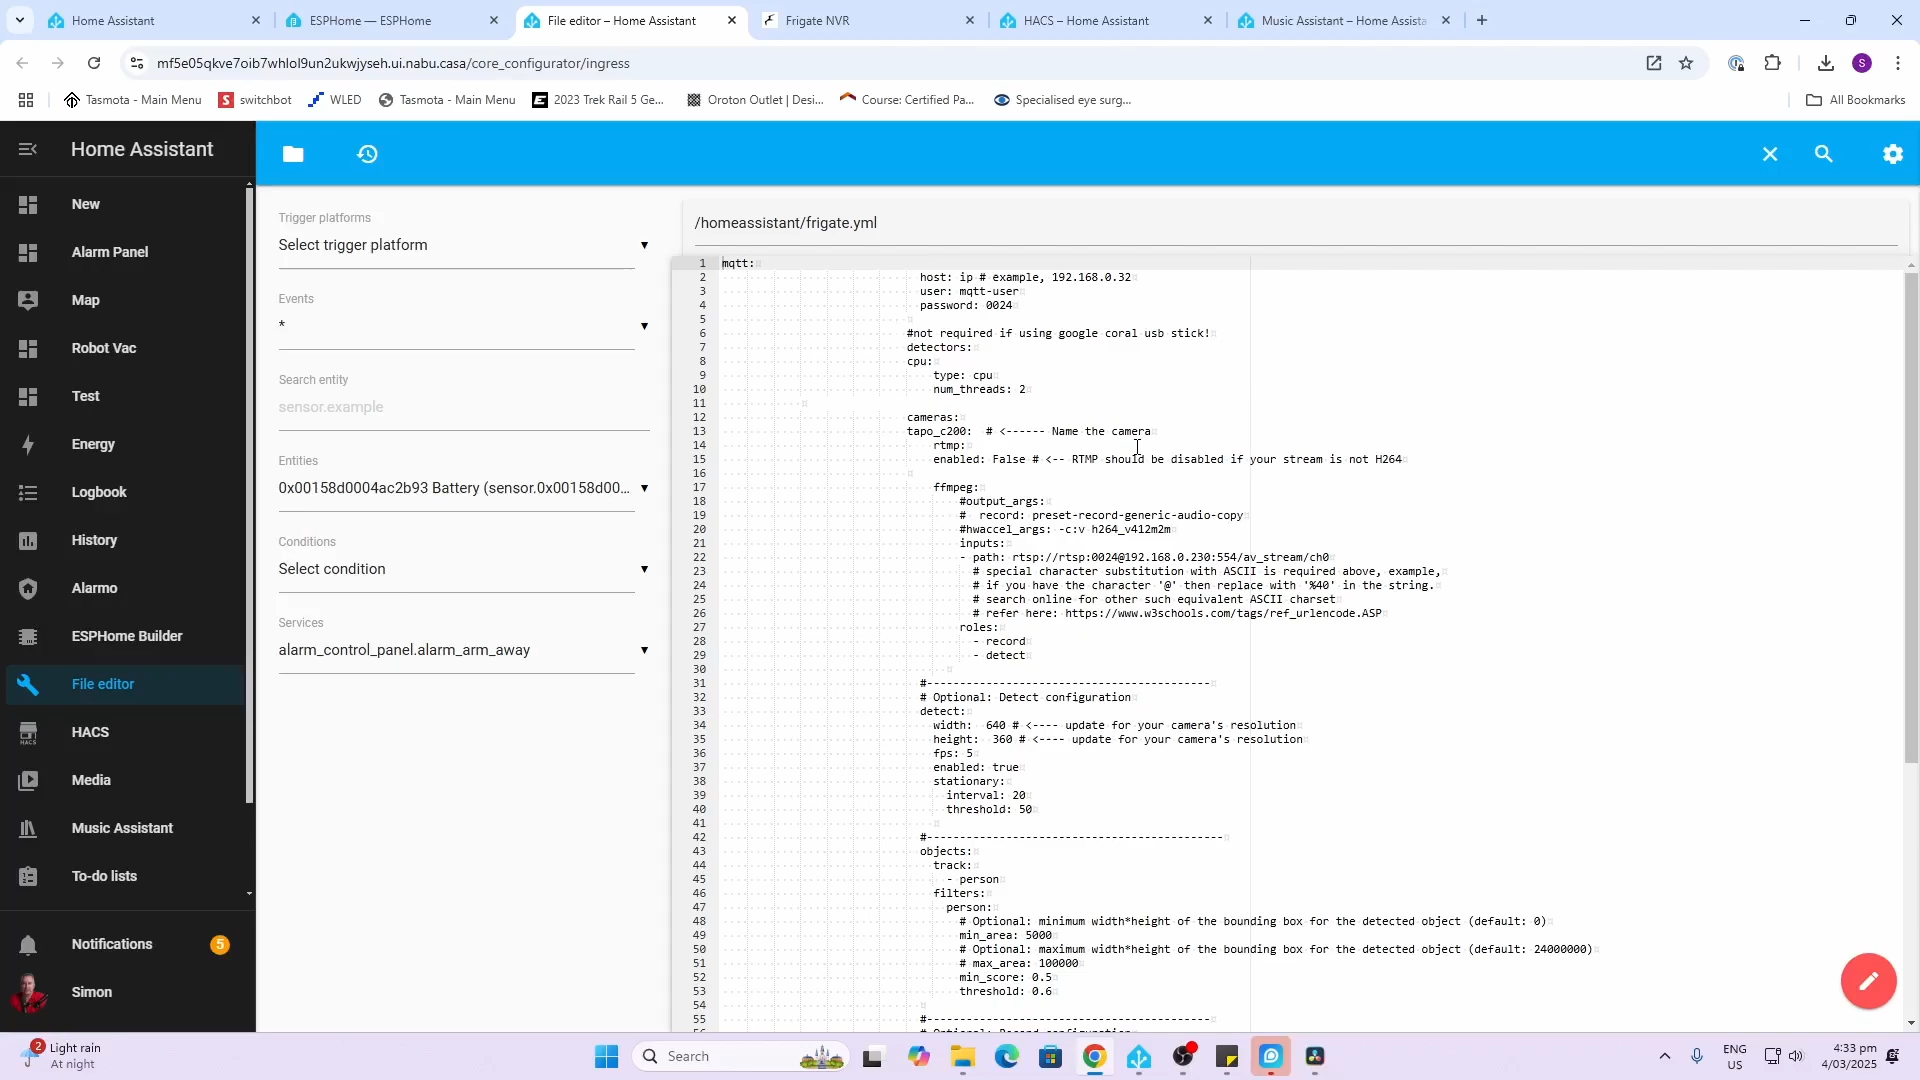 Home Assistant
ESPHome — ESPHome
File editor – Home Assistant
Frigate NVR
HACS – Home Assistant
Music Assistant – Home Assista
mf5e05qkve7oib7whlol9un2ukwjyseh.ui.nabu.casa/core_configurator/ingress
S
Tasmota - Main Menu
switchbot
WLED
Tasmota - Main Menu
2023 Trek Rail 5 Ge...
Oroton Outlet | Desi...
Course: Certified Pa...
Specialised eye surg...
All Bookmarks
Home Assistant
New
Alarm Panel
Map
Robot Vac
Test
Energy
Logbook
History
Alarmo
ESPHome Builder
File editor
HACS
HACS
Media
Music Assistant
To-do lists
Notifications
5
Simon
Trigger platforms
Select trigger platform
Events
*
Search entity
sensor.example
Entities
0x00158d0004ac2b93 Battery (sensor.0x00158d00...
Conditions
Select condition
Services
alarm_control_panel.alarm_arm_away
/homeassistant/frigate.yml
1 mqtt:
2 host: ip # example, 192.168.0.32
3 user: mqtt-user
4 password: 0024
5
6 #not required if using google coral usb stick!
7 detectors:
8 cpu:
9 type: cpu
10 num_threads: 2
11
12 cameras:
13 tapo_c200:  # <------ Name the camera
14 rtmp:
15 enabled: False # <-- RTMP should be disabled if your stream is not H264
16
17 ffmpeg:
18 #output_args:
19 #  record: preset-record-generic-audio-copy
20 #hwaccel_args: -c:v h264_v4l2m2m
21 inputs:
22 - path: rtsp://rtsp:0024@192.168.0.230:554/av_stream/ch0
23 # special character substitution with ASCII is required above, example,
24 # if you have the character '@' then replace with '%40' in the string.
25 # search online for other such equivalent ASCII charset
26 # refer here: https://www.w3schools.com/tags/ref_urlencode.ASP
27 roles:
28 - record
29 - detect
30
31 #-------------------------------------------
32 # Optional: Detect configuration
33 detect:
34 width:  640 # <---- update for your camera's resolution
35 height:  360 # <---- update for your camera's resolution
36 fps: 5
37 enabled: true
38 stationary:
39 interval: 20
40 threshold: 50
41
42 #---------------------------------------------
43 objects:
44 track:
45 - person
46 filters:
47 person:
48 # Optional: minimum width*height of the bounding box for the detected object (default: 0)
49 min_area: 5000
50 # Optional: maximum width*height of the bounding box for the detected object (default: 24000000)
51 # max_area: 100000
52 min_score: 0.5
53 threshold: 0.6
54
55 #-------------------------------------------
2
Light rain
At night
Search
ENG
US
4:33 pm
4/03/2025